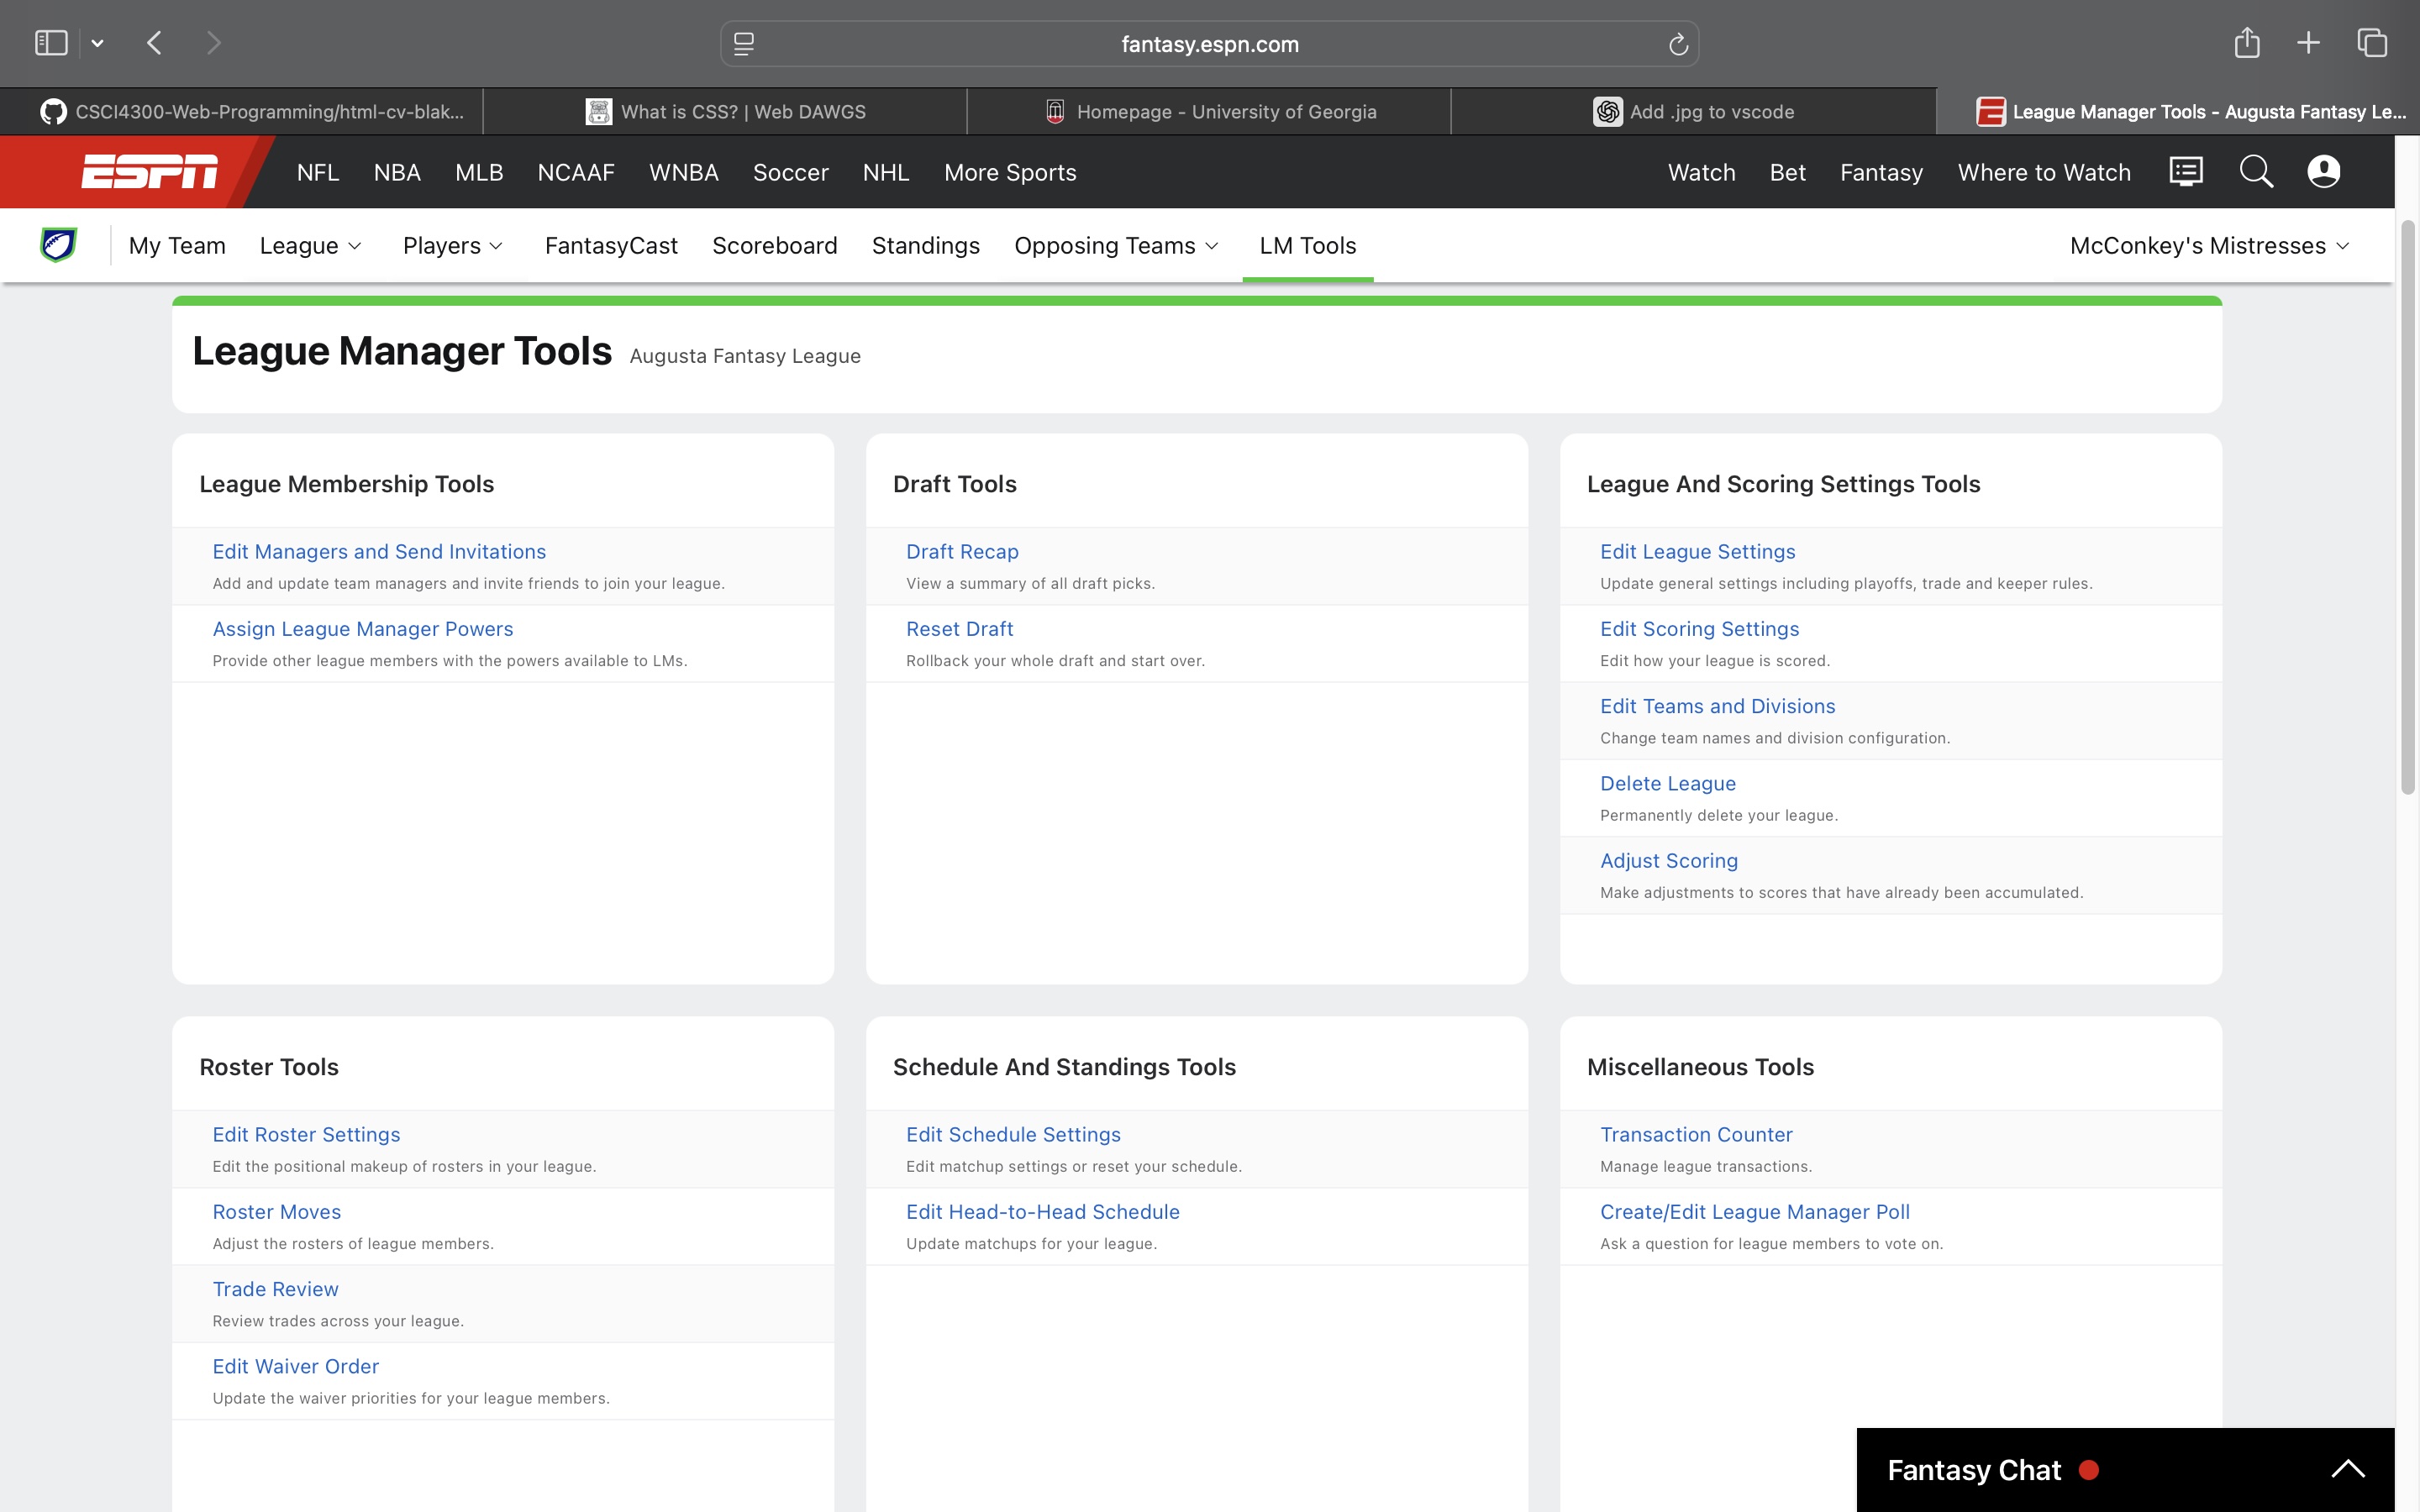 fantasy.espn.com
CSCI4300-Web-Programming/html-cv-blak...
What is CSS? | Web DAWGS
Homepage - University of Georgia
Add .jpg to vscode
League Manager Tools - Augusta Fantasy Le...
ESPN NFL NBA MLB NCAAF WNBA Soccer NHL More Sports Watch Bet Fantasy Where to Watch
My Team League Players FantasyCast Scoreboard Standings Opposing Teams LM Tools McConkey's Mistresses
League Manager Tools Augusta Fantasy League
League Membership Tools
Edit Managers and Send Invitations
Add and update team managers and invite friends to join your league.
Assign League Manager Powers
Provide other league members with the powers available to LMs.
Draft Tools
Draft Recap
View a summary of all draft picks.
Reset Draft
Rollback your whole draft and start over.
League And Scoring Settings Tools
Edit League Settings
Update general settings including playoffs, trade and keeper rules.
Edit Scoring Settings
Edit how your league is scored.
Edit Teams and Divisions
Change team names and division configuration.
Delete League
Permanently delete your league.
Adjust Scoring
Make adjustments to scores that have already been accumulated.
Roster Tools
Edit Roster Settings
Edit the positional makeup of rosters in your league.
Roster Moves
Adjust the rosters of league members.
Trade Review
Review trades across your league.
Edit Waiver Order
Update the waiver priorities for your league members.
Schedule And Standings Tools
Edit Schedule Settings
Edit matchup settings or reset your schedule.
Edit Head-to-Head Schedule
Update matchups for your league.
Miscellaneous Tools
Transaction Counter
Manage league transactions.
Create/Edit League Manager Poll
Ask a question for league members to vote on.
Fantasy Chat